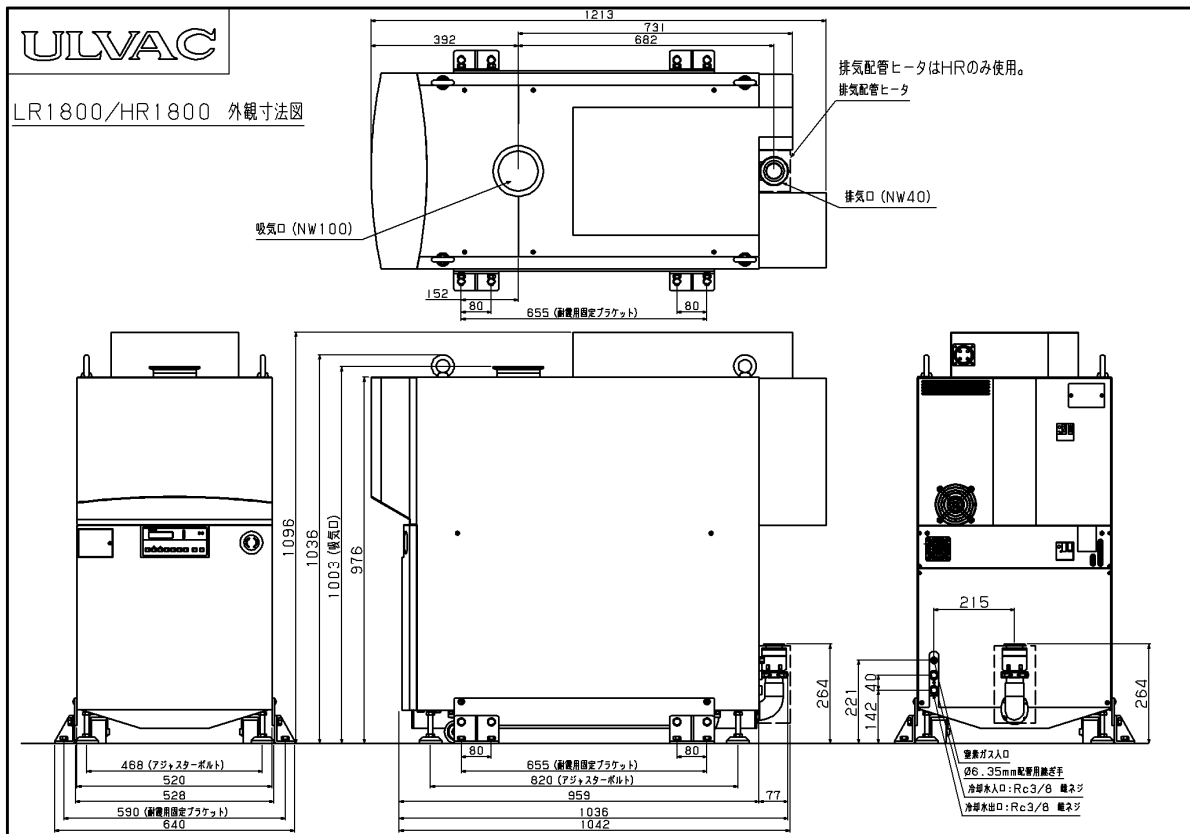 ULVAC
LR1800/HR1800 外観寸法図
1213
731
392
682
排気配管ヒータはHRのみ使用。
排気配管ヒータ
排気口 (NW40)
吸気口 (NW100)
152
80
80
655 (耐震用固定ブラケット)
1096
1036
1003 (吸気口)
976
264
215
221
40
142
264
468 (アジャスターボルト)
520
528
590 (耐震用固定ブラケット)
640
80
80
655 (耐震用固定ブラケット)
820 (アジャスターボルト)
959
77
1036
1042
窒素ガス入口
Ø6.35mm配管用継ぎ手
冷却水入口:Rc3/8 雌ネジ
冷却水出口:Rc3/8 雌ネジ